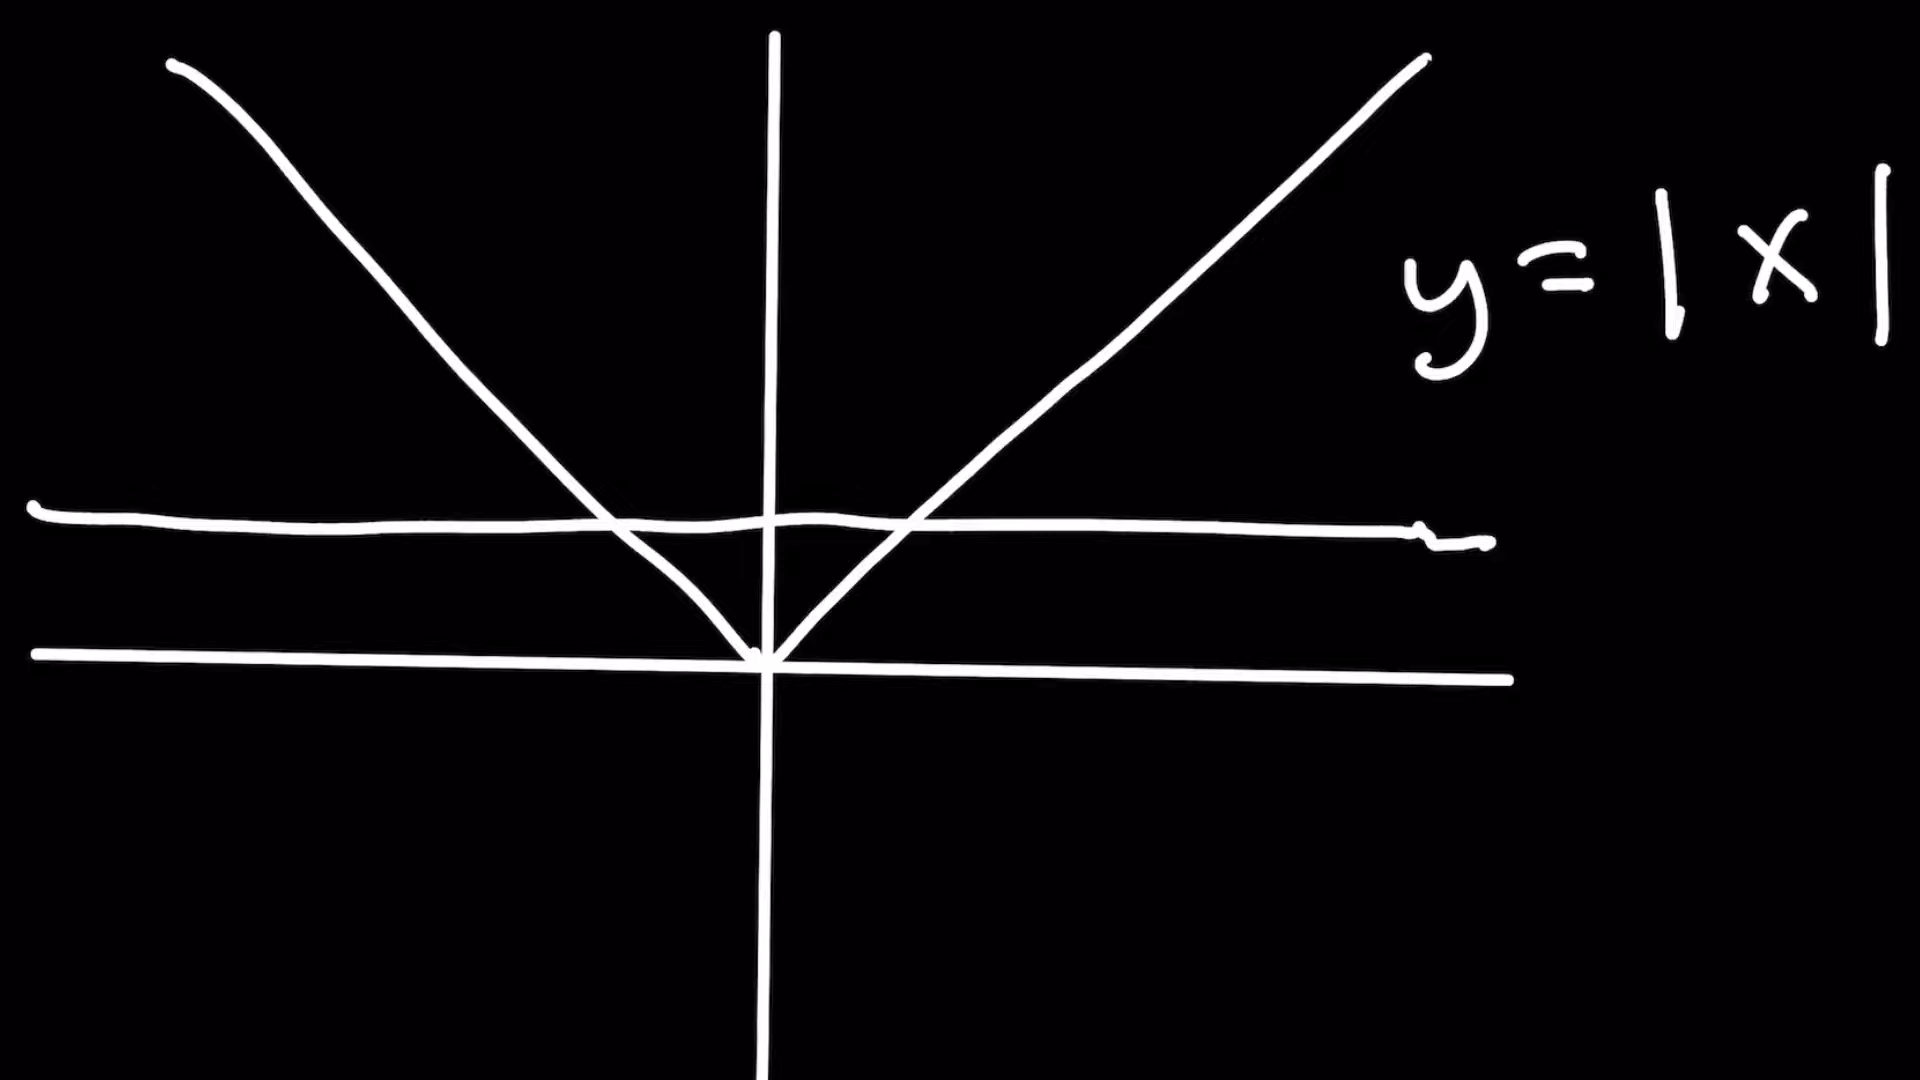 y = |x|